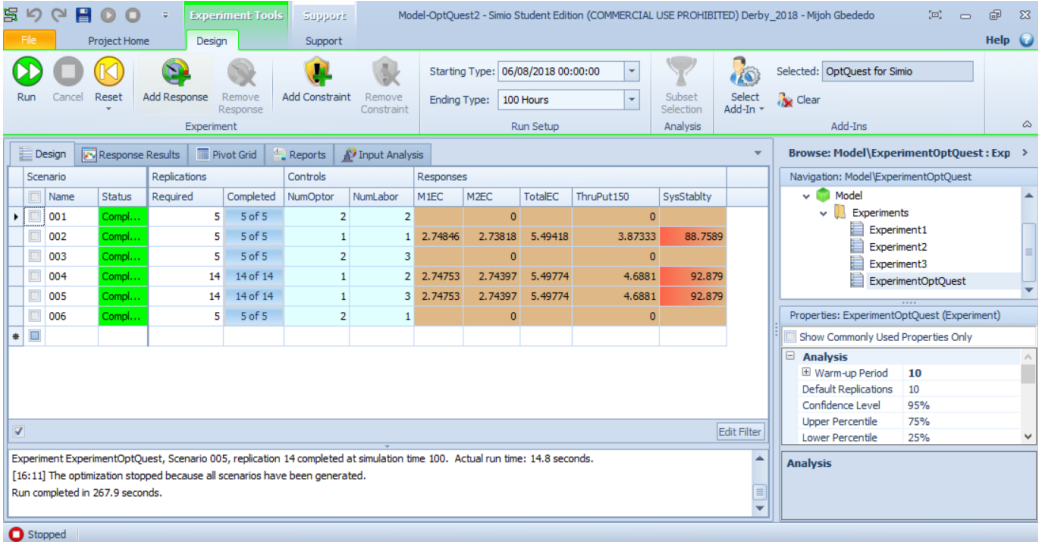 Experiment Tools Support Model-OptQuest2 - Simio Student Edition (COMMERCIAL USE PROHIBITED) Derby_2018 - Mijoh Gbededo
File Project Home Design Support Help
Starting Type: 06/08/2018 00:00:00 Selected: OptQuest for Simio
Ending Type: 100 Hours Clear
Run Cancel Reset Add Response Remove Response Add Constraint Remove Constraint Subset Selection Select Add-In
Experiment Run Setup Analysis Add-Ins
Design Response Results Pivot Grid Reports Input Analysis
Scenario Replications Controls Responses
Name Status Required Completed NumOptor NumLabor M1EC M2EC TotalEC ThruPut150 SysStablty
001 Compl... 5 5 of 5 2 2 0 0
002 Compl... 5 5 of 5 1 1 2.74846 2.73818 5.49418 3.87333 88.7589
003 Compl... 5 5 of 5 2 3 0 0
004 Compl... 14 14 of 14 1 2 2.74753 2.74397 5.49774 4.6881 92.879
005 Compl... 14 14 of 14 1 3 2.74753 2.74397 5.49774 4.6881 92.879
006 Compl... 5 5 of 5 2 1 0 0
Edit Filter
Experiment ExperimentOptQuest, Scenario 005, replication 14 completed at simulation time 100. Actual run time: 14.8 seconds.
[16:11] The optimization stopped because all scenarios have been generated.
Run completed in 267.9 seconds.
Browse: Model\ExperimentOptQuest : Exp
Navigation: Model\ExperimentOptQuest
Model
Experiments
Experiment1
Experiment2
Experiment3
ExperimentOptQuest
Properties: ExperimentOptQuest (Experiment)
Show Commonly Used Properties Only
Analysis
Warm-up Period 10
Default Replications 10
Confidence Level 95%
Upper Percentile 75%
Lower Percentile 25%
Analysis
Stopped